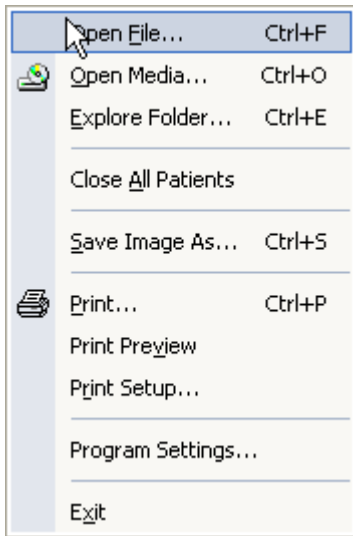 Open File... Ctrl+F
Open Media... Ctrl+O
Explore Folder... Ctrl+E
Close All Patients
Save Image As... Ctrl+S
Print... Ctrl+P
Print Preview
Print Setup...
Program Settings...
Exit